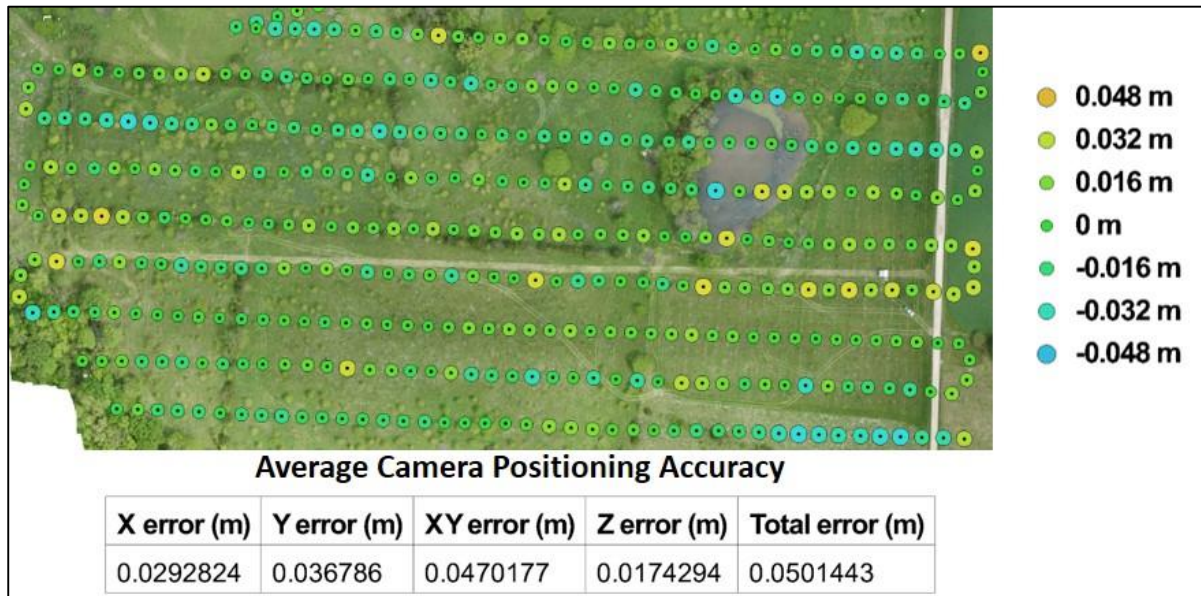 0.048 m
0.032 m
0.016 m
0 m
-0.016 m
-0.032 m
-0.048 m
Average Camera Positioning Accuracy
X error (m) Y error (m) XY error (m) Z error (m) Total error (m)
0.0292824 0.036786 0.0470177 0.0174294 0.0501443